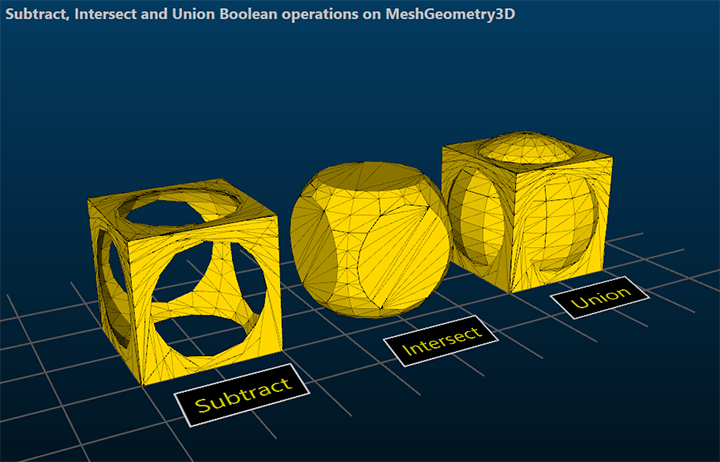 Subtract, Intersect and Union Boolean operations on MeshGeometry3D
Subtract
Intersect
Union